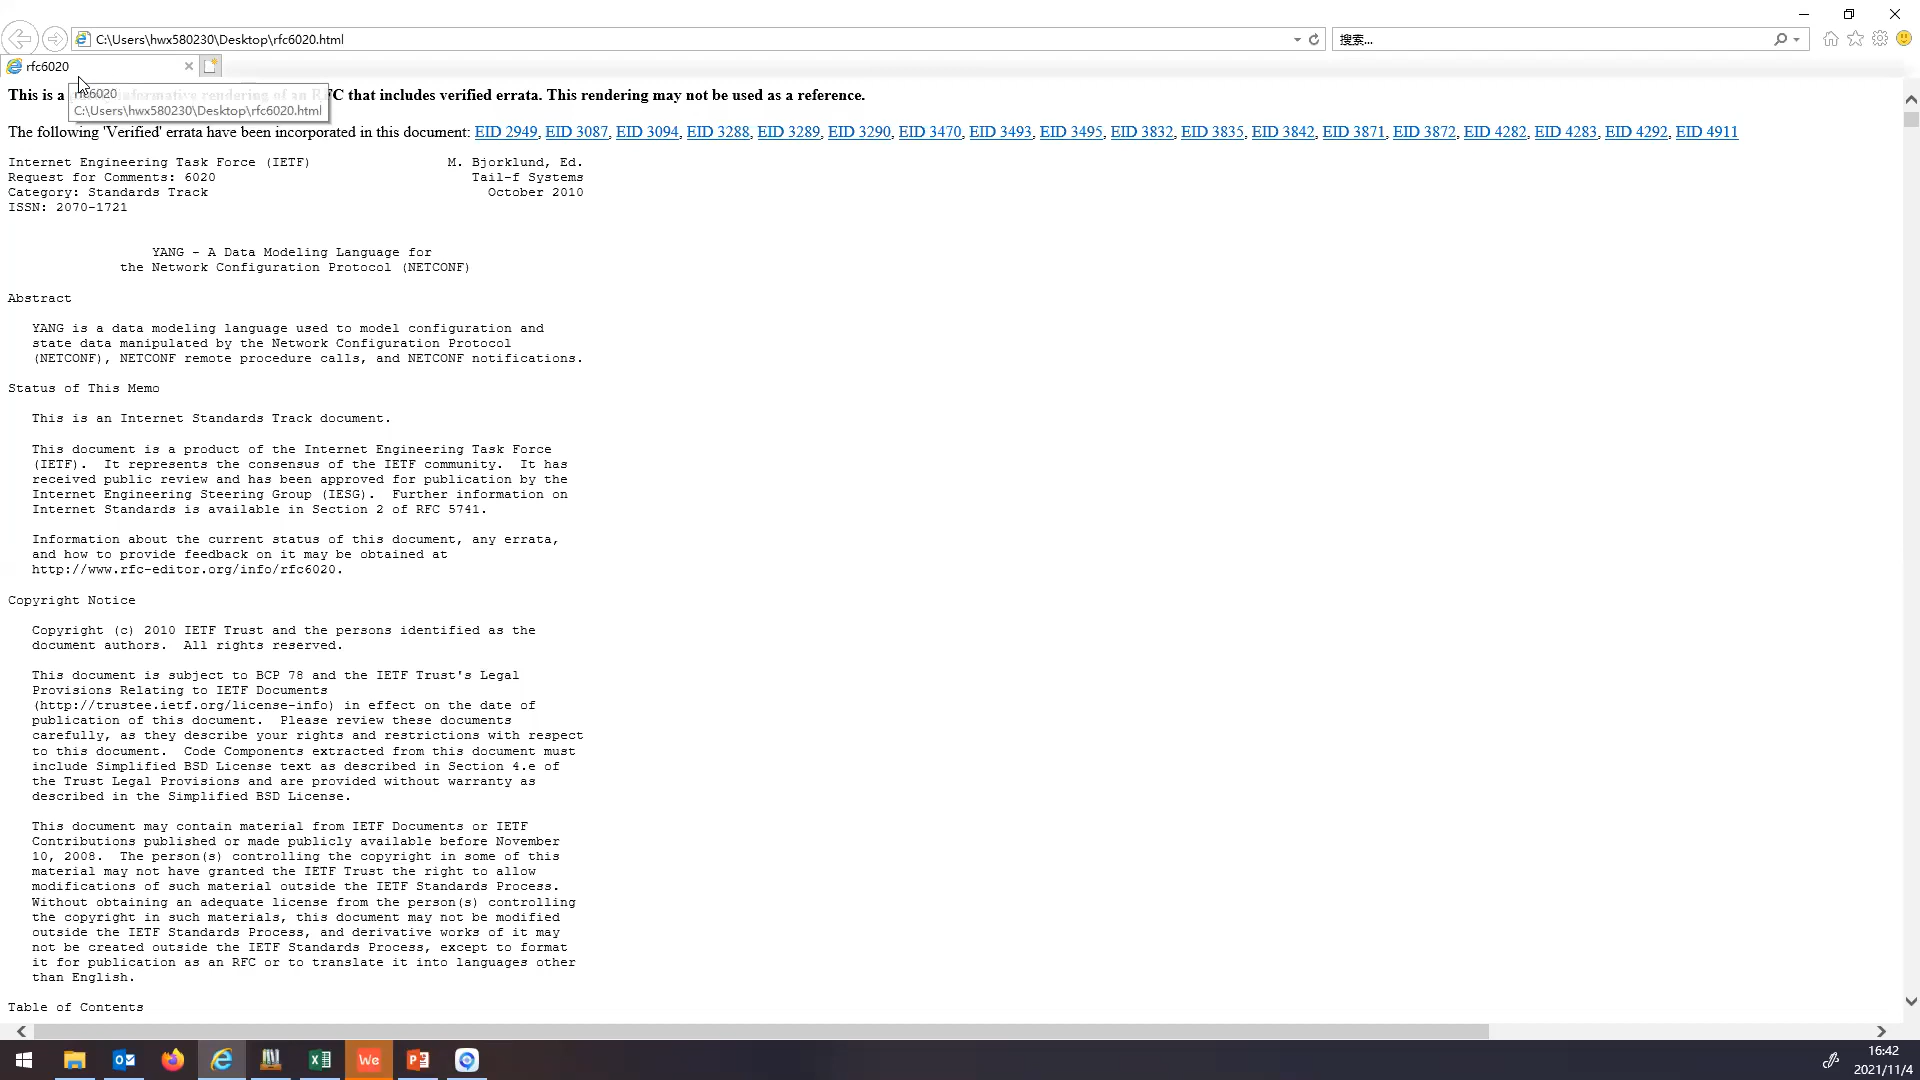 C:\Users\hwx580230\Desktop\rfc6020.html
搜索...
rfc6020
rfc6020
C:\Users\hwx580230\Desktop\rfc6020.html
This is a purely informative rendering of an RFC that includes verified errata. This rendering may not be used as a reference.
The following 'Verified' errata have been incorporated in this document: EID 2949, EID 3087, EID 3094, EID 3288, EID 3289, EID 3290, EID 3470, EID 3493, EID 3495, EID 3832, EID 3835, EID 3842, EID 3871, EID 3872, EID 4282, EID 4283, EID 4292, EID 4911
Internet Engineering Task Force (IETF) M. Bjorklund, Ed.
Request for Comments: 6020 Tail-f Systems
Category: Standards Track October 2010
ISSN: 2070-1721
YANG - A Data Modeling Language for
the Network Configuration Protocol (NETCONF)
Abstract
YANG is a data modeling language used to model configuration and
state data manipulated by the Network Configuration Protocol
(NETCONF), NETCONF remote procedure calls, and NETCONF notifications.
Status of This Memo
This is an Internet Standards Track document.
This document is a product of the Internet Engineering Task Force
(IETF). It represents the consensus of the IETF community. It has
received public review and has been approved for publication by the
Internet Engineering Steering Group (IESG). Further information on
Internet Standards is available in Section 2 of RFC 5741.
Information about the current status of this document, any errata,
and how to provide feedback on it may be obtained at
http://www.rfc-editor.org/info/rfc6020.
Copyright Notice
Copyright (c) 2010 IETF Trust and the persons identified as the
document authors. All rights reserved.
This document is subject to BCP 78 and the IETF Trust's Legal
Provisions Relating to IETF Documents
(http://trustee.ietf.org/license-info) in effect on the date of
publication of this document. Please review these documents
carefully, as they describe your rights and restrictions with respect
to this document. Code Components extracted from this document must
include Simplified BSD License text as described in Section 4.e of
the Trust Legal Provisions and are provided without warranty as
described in the Simplified BSD License.
This document may contain material from IETF Documents or IETF
Contributions published or made publicly available before November
10, 2008. The person(s) controlling the copyright in some of this
material may not have granted the IETF Trust the right to allow
modifications of such material outside the IETF Standards Process.
Without obtaining an adequate license from the person(s) controlling
the copyright in such materials, this document may not be modified
outside the IETF Standards Process, and derivative works of it may
not be created outside the IETF Standards Process, except to format
it for publication as an RFC or to translate it into languages other
than English.
Table of Contents
We
16:42
2021/11/4